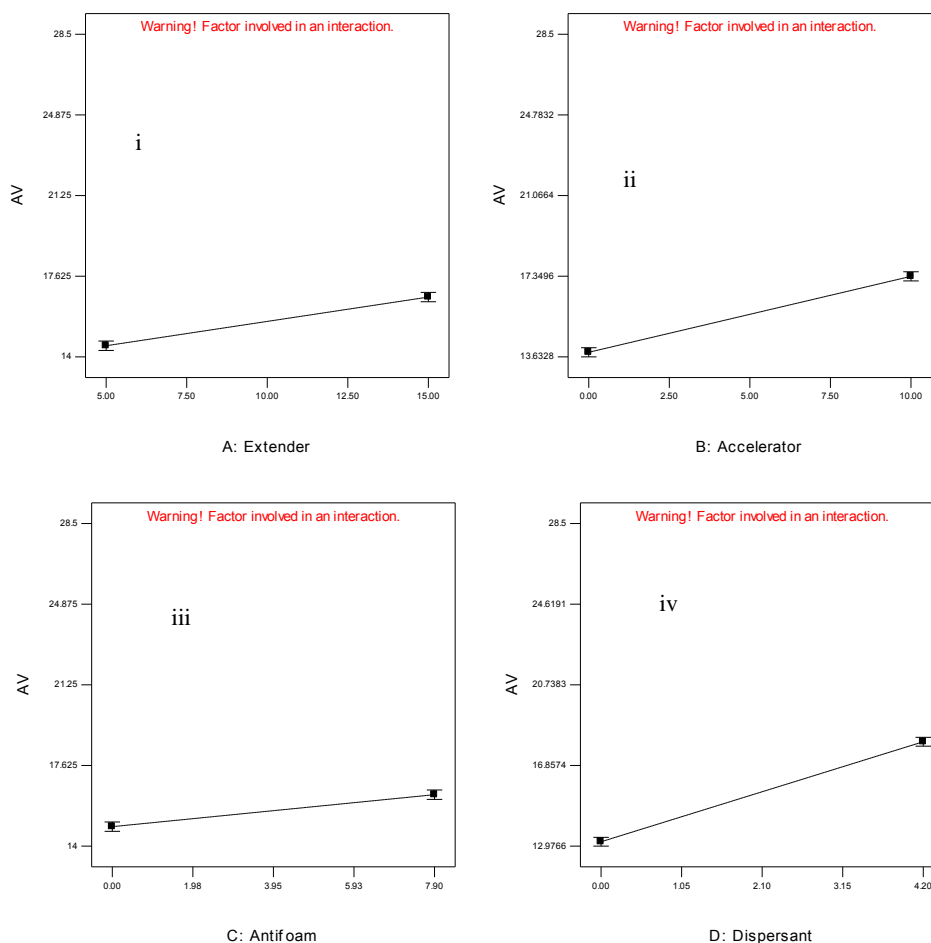 Warning! Factor involved in an interaction.
28.5
24.875
21.25
17.625
14
AV
i
5.00 7.50 10.00 12.50 15.00
A: Extender
Warning! Factor involved in an interaction.
28.5
24.7832
21.0664
17.3496
13.6328
AV
ii
0.00 2.50 5.00 7.50 10.00
B: Accelerator
Warning! Factor involved in an interaction.
28.5
24.875
21.25
17.625
14
AV
iii
0.00 1.98 3.95 5.93 7.90
C: Antifoam
Warning! Factor involved in an interaction.
28.5
24.6191
20.7383
16.8574
12.9766
AV
iv
0.00 1.05 2.10 3.15 4.20
D: Dispersant